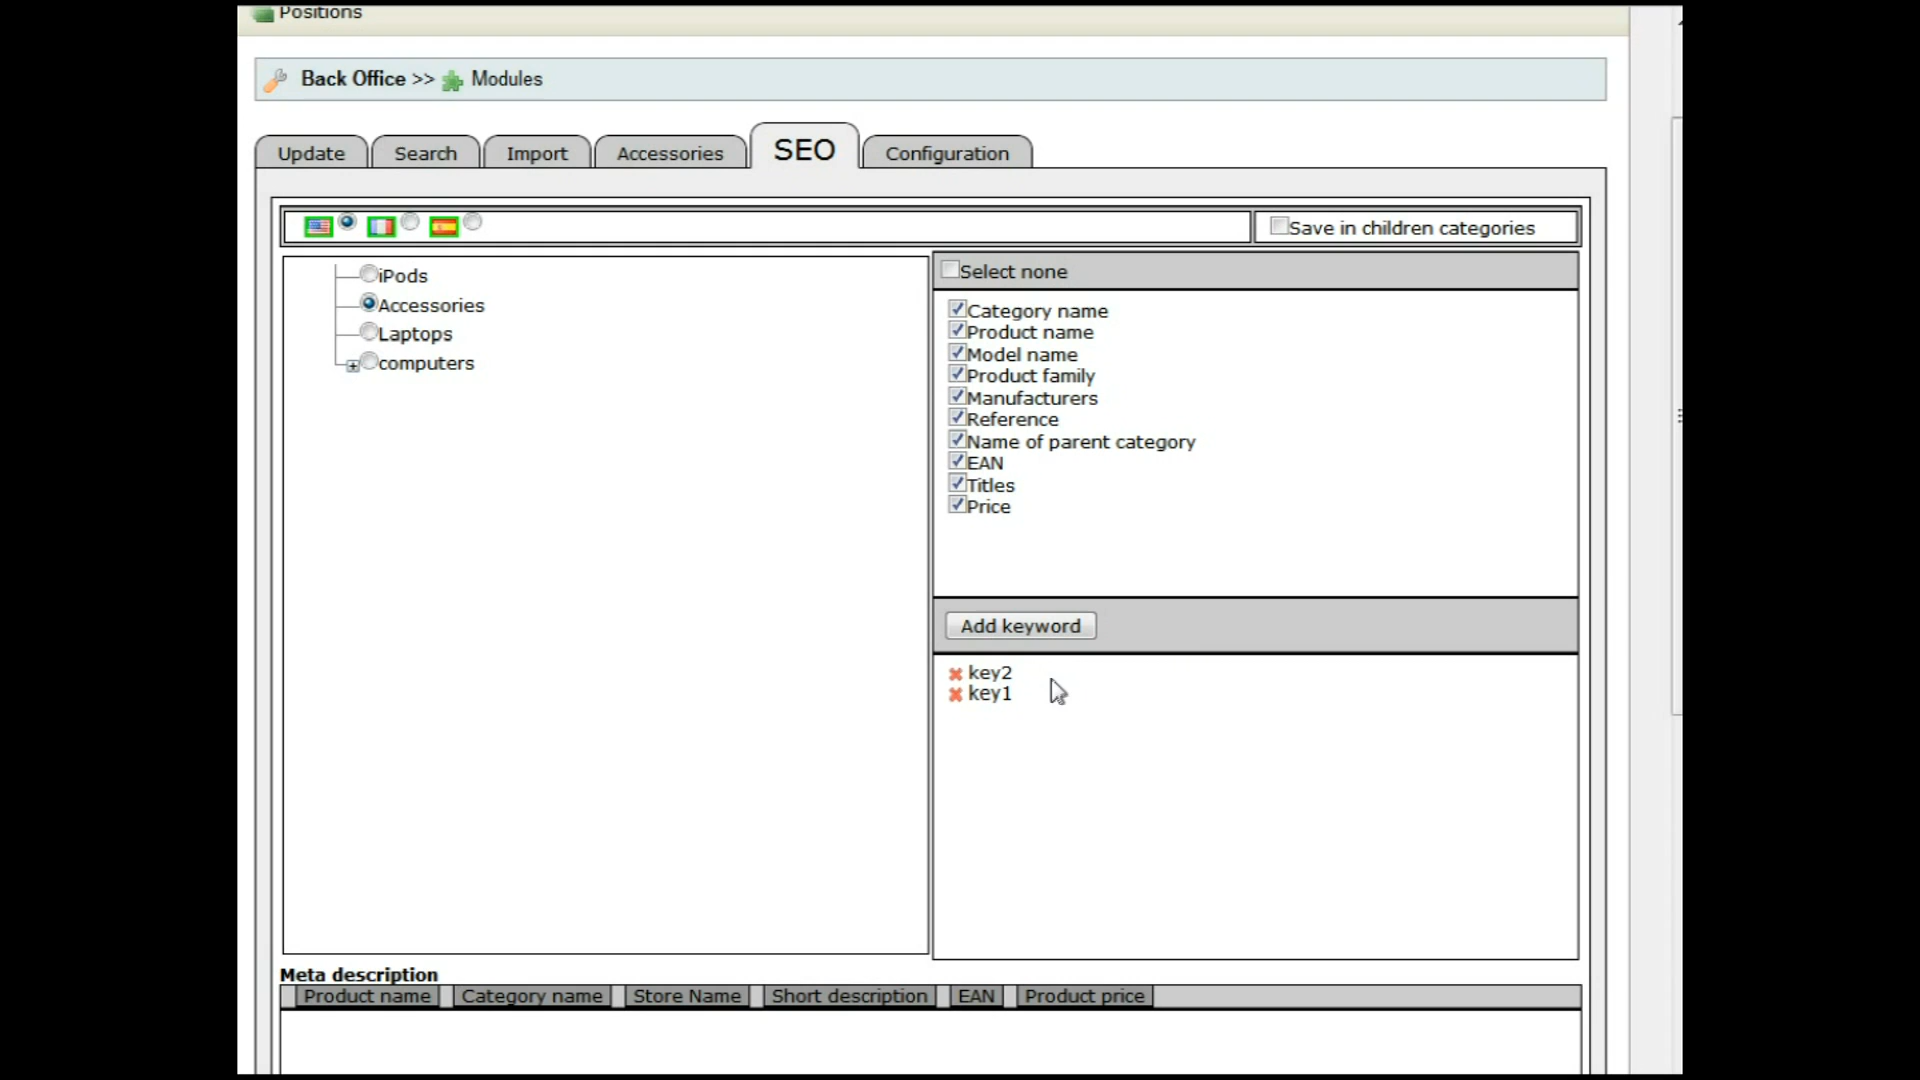 Positions
Back Office >> Modules
Update Search Import Accessories SEO Configuration
Save in children categories
iPods
Accessories
Laptops
computers
Select none
Category name
Product name
Model name
Product family
Manufacturers
Reference
Name of parent category
EAN
Titles
Price
Add keyword
key2
key1
Meta description
Product name Category name Store Name Short description EAN Product price